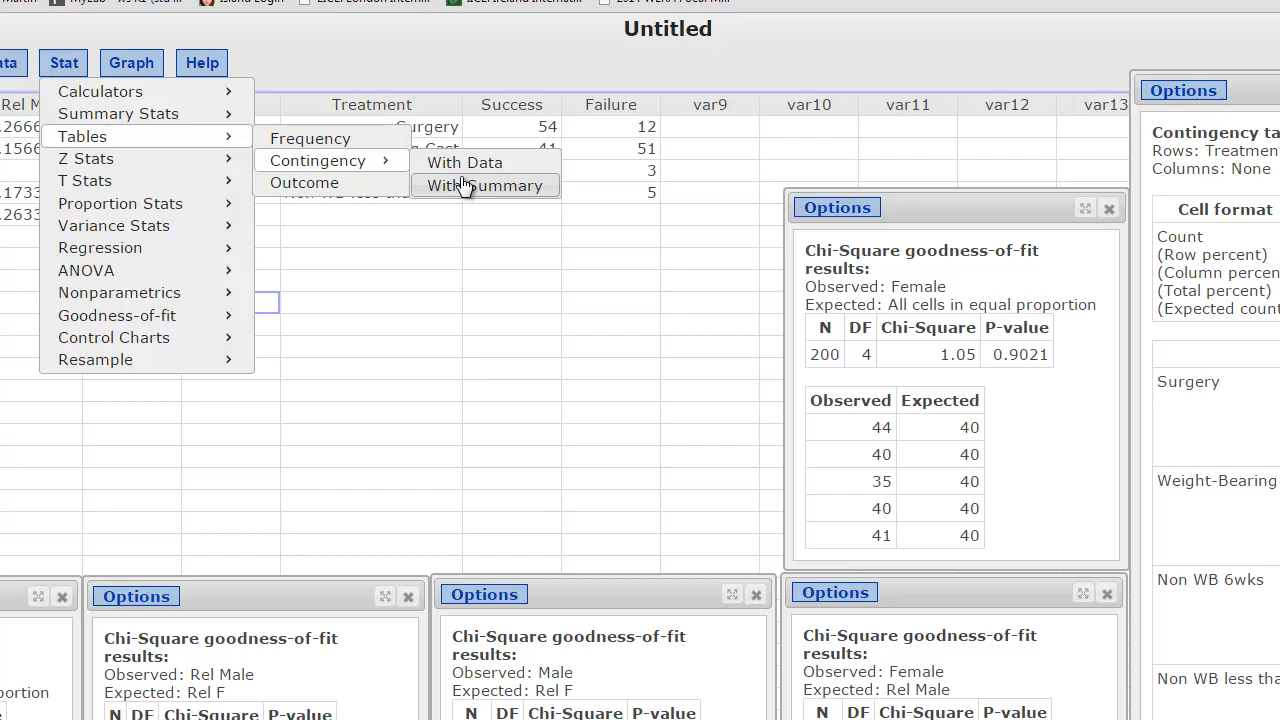 Untitled
Stat
Graph
Help
Treatment
Success
Failure
var9
var10
var11
var12
var13
Surgery
54
12
51
3
5
Calculators
Summary Stats
Tables
Z Stats
T Stats
Proportion Stats
Variance Stats
Regression
ANOVA
Nonparametrics
Goodness-of-fit
Control Charts
Resample
Frequency
Contingency
Outcome
With Data
With Summary
Options
Chi-Square goodness-of-fit
results:
Observed: Female
Expected: All cells in equal proportion
N DF Chi-Square P-value
200 4 1.05 0.9021
Observed Expected
44 40
40 40
35 40
40 40
41 40
Options
Contingency ta
Rows: Treatmen
Columns: None
Cell format
Count
(Row percent)
(Column percen
(Total percent)
(Expected count
Surgery
Weight-Bearing
Non WB 6wks
Non WB less tha
portion
Options
Chi-Square goodness-of-fit
results:
Observed: Rel Male
Expected: Rel F
N DF Chi-Square P-value
Options
Chi-Square goodness-of-fit
results:
Observed: Male
Expected: Rel F
N DF Chi-Square P-value
Options
Chi-Square goodness-of-fit
results:
Observed: Female
Expected: Rel Male
N DF Chi-Square P-value